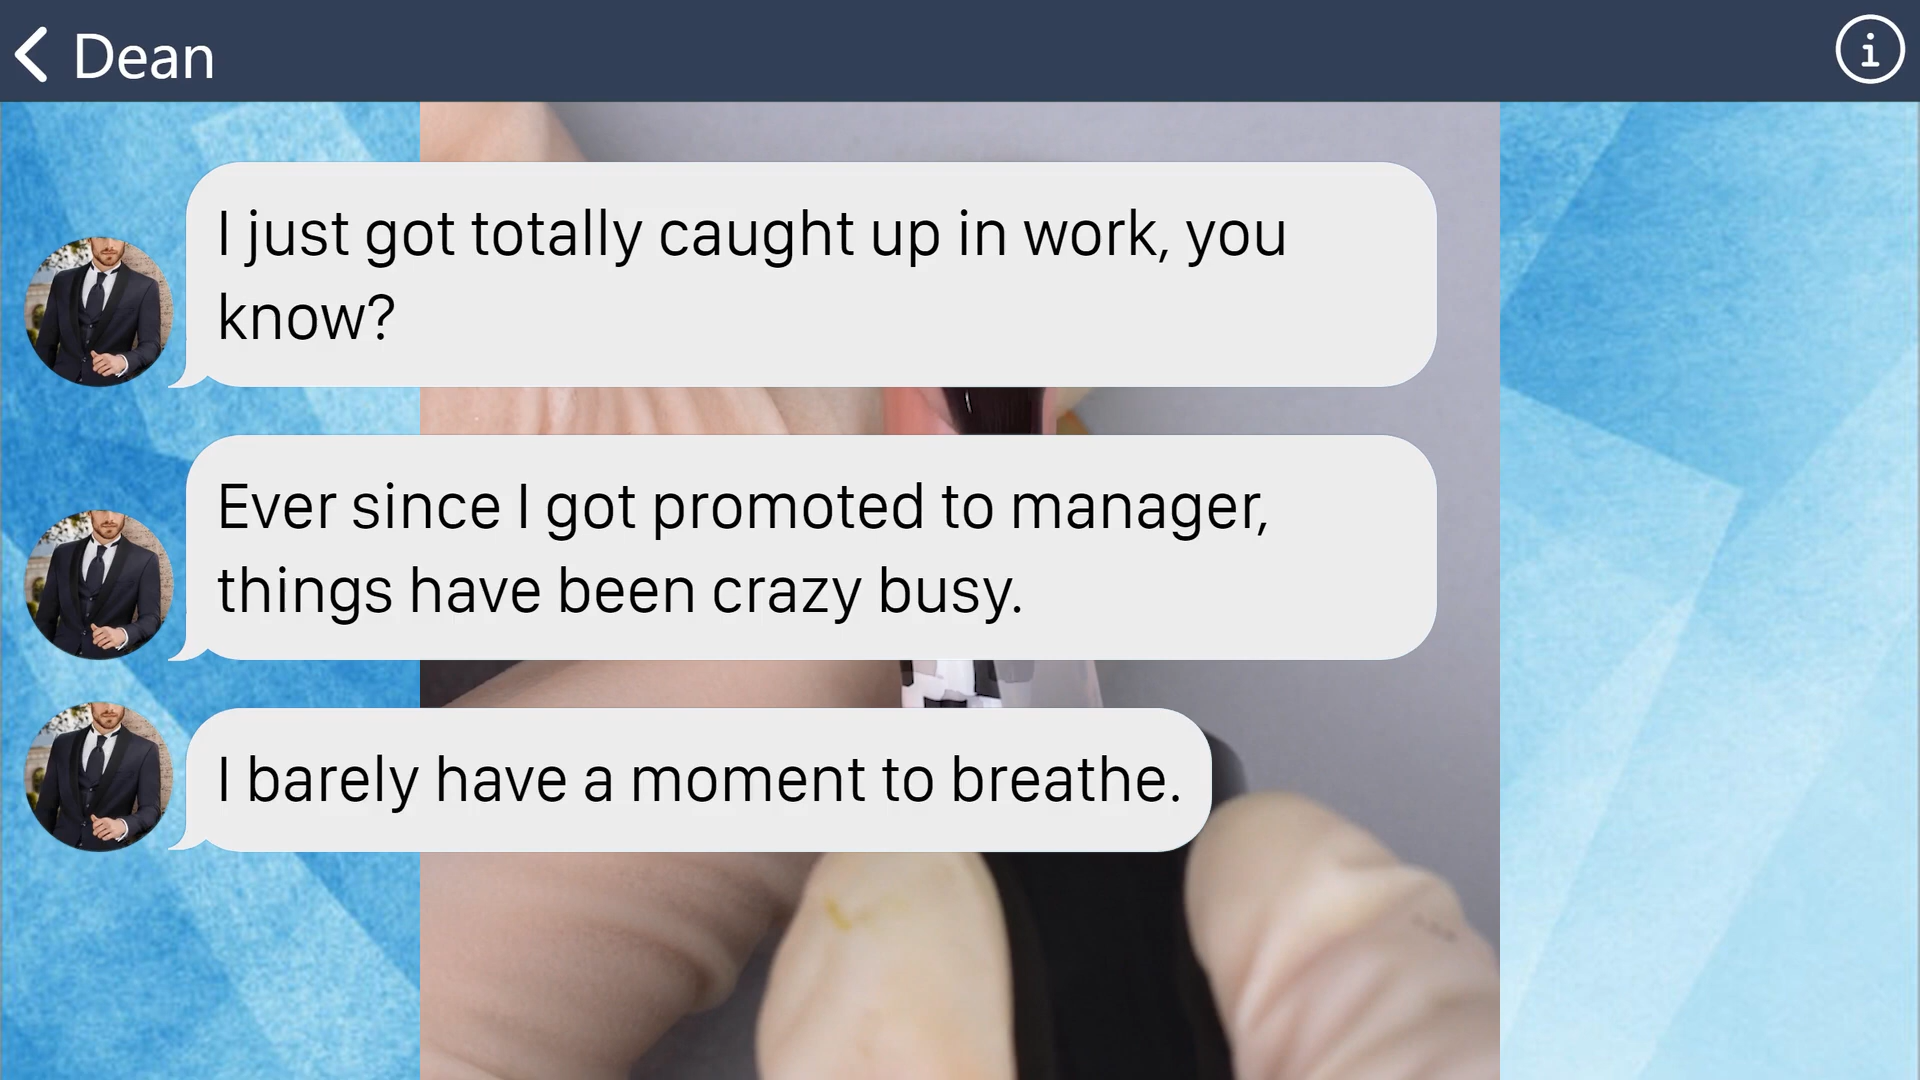 Dean
I just got totally caught up in work, you
know?
Ever since I got promoted to manager,
things have been crazy busy.
I barely have a moment to breathe.